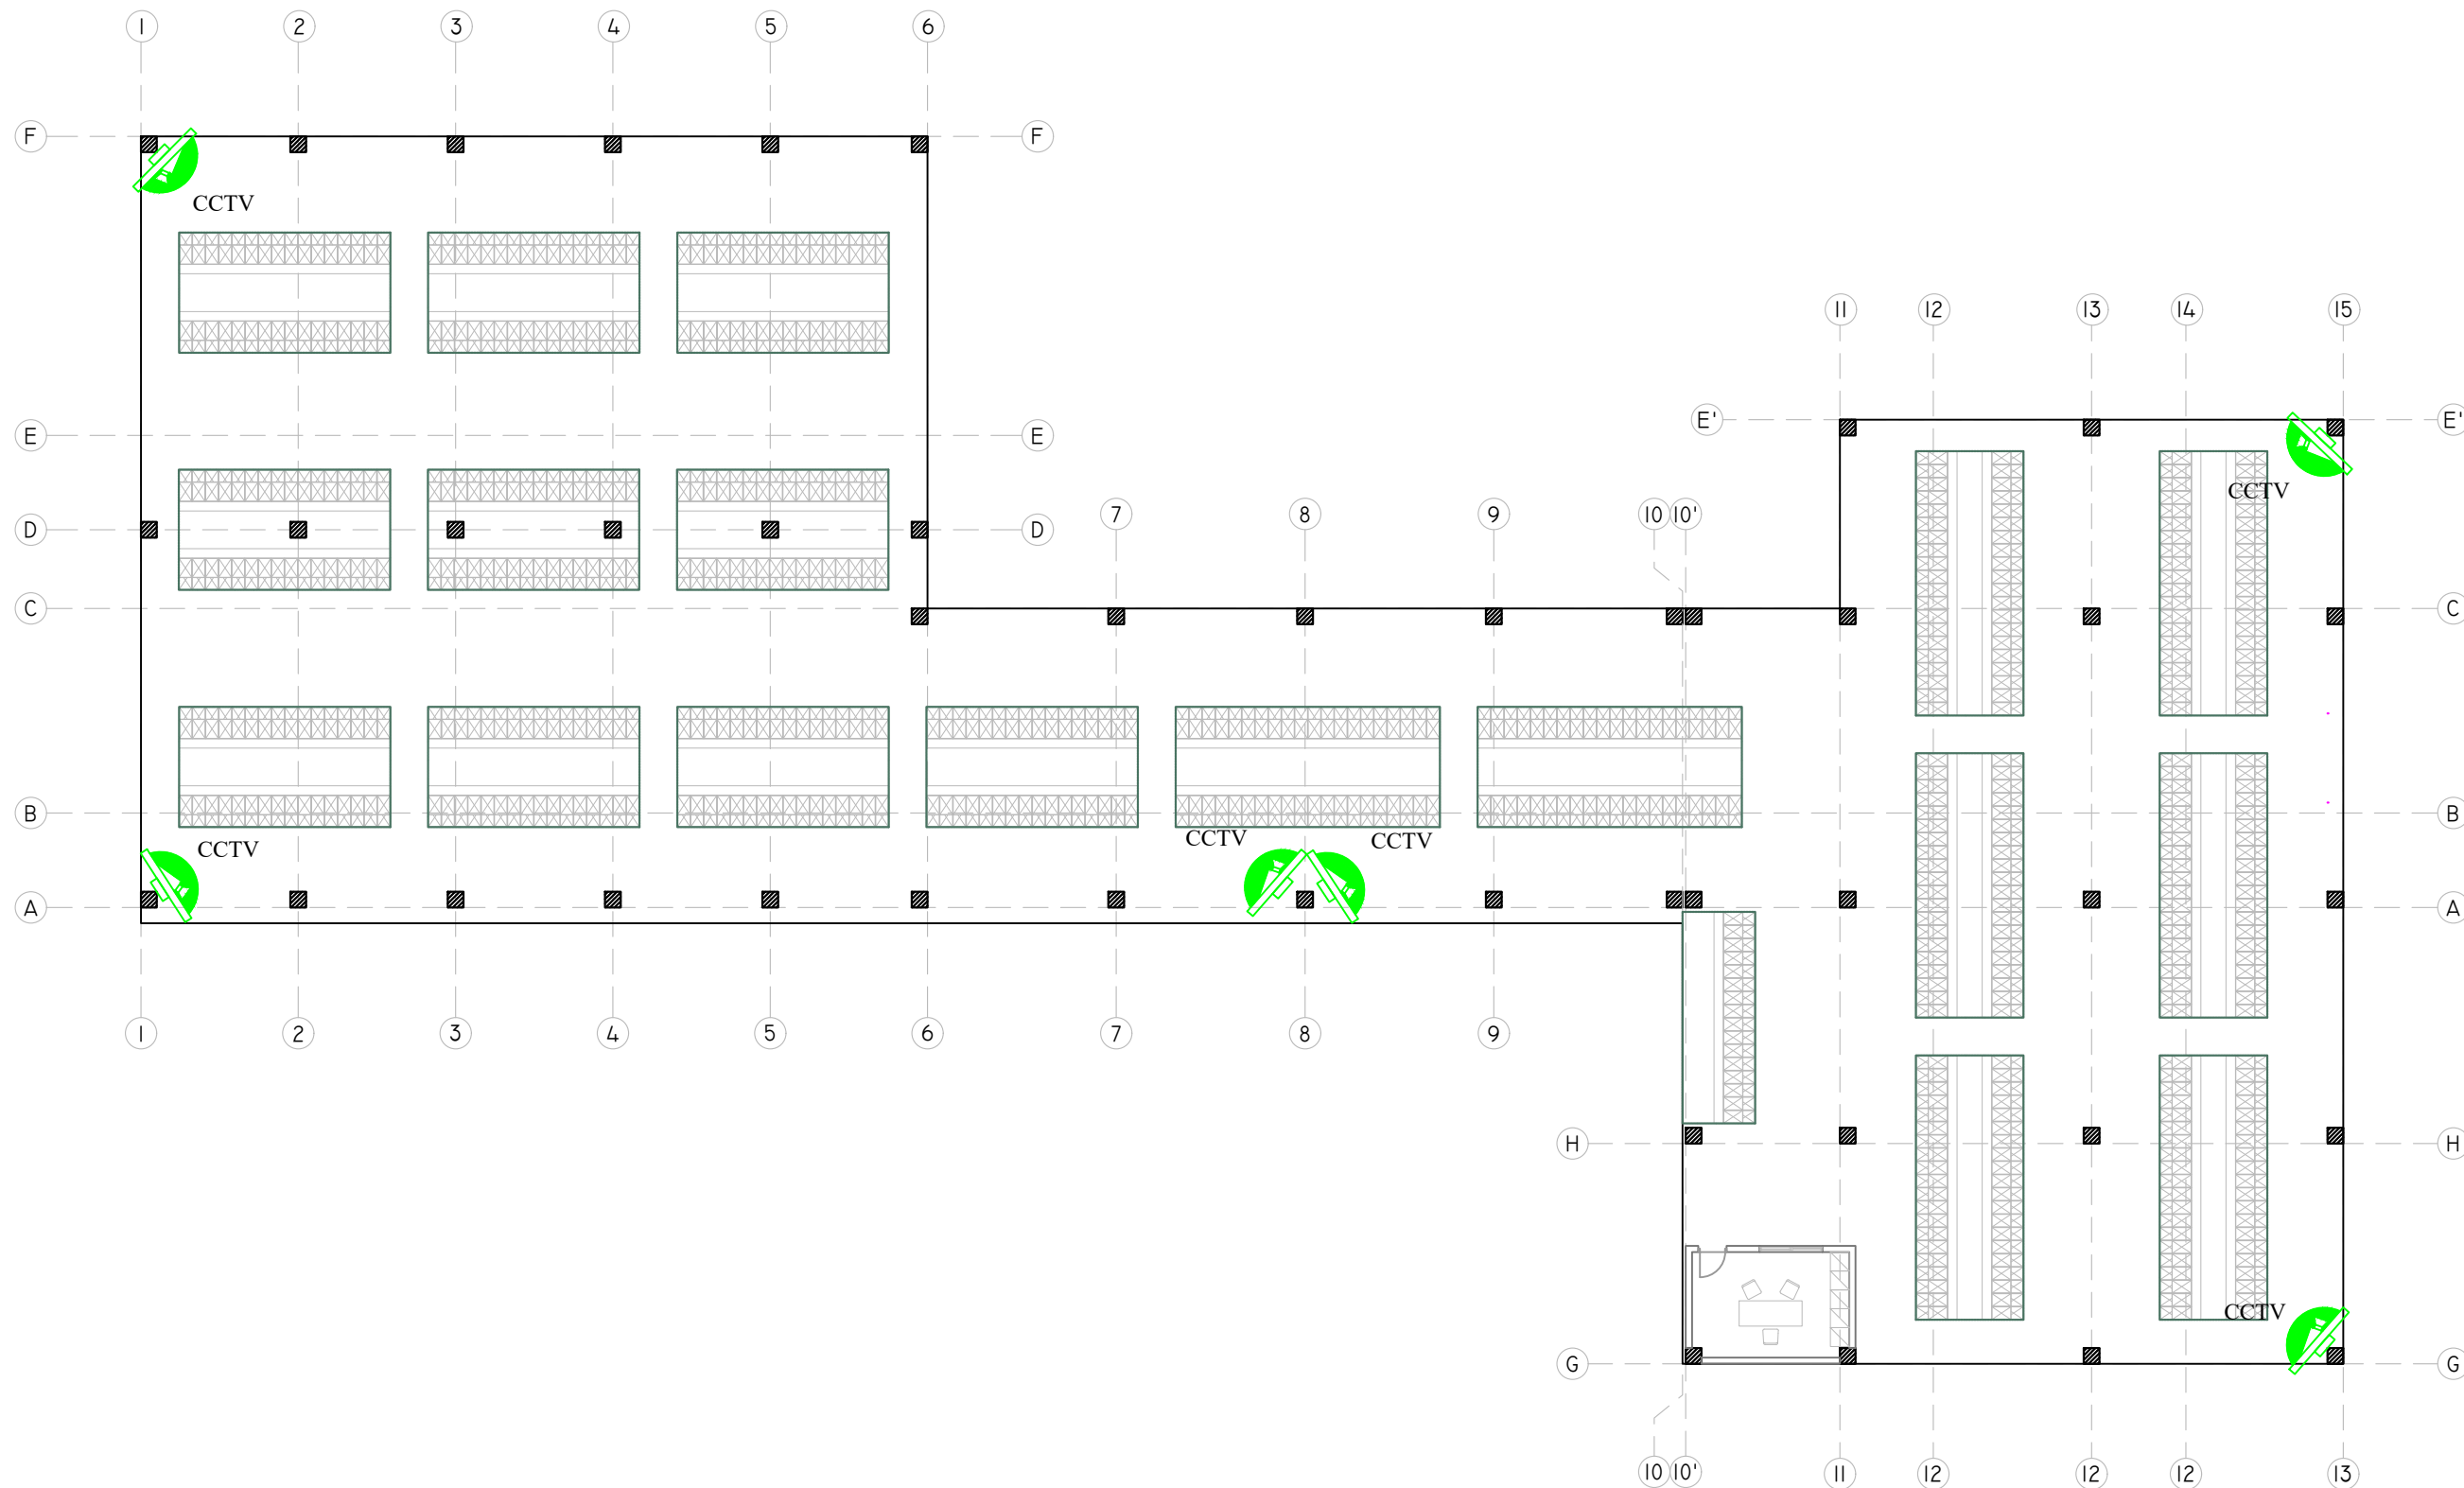 1 2 3 4 5 6
F F
CCTV
11 12 13 14 15
E' E'
E E
CCTV
7 8 9 10 10'
D D
C C
B B
CCTV CCTV CCTV
A A
1 2 3 4 5 6 7 8 9
H H
CCTV
G G
10 10' 11 12 12 12 13